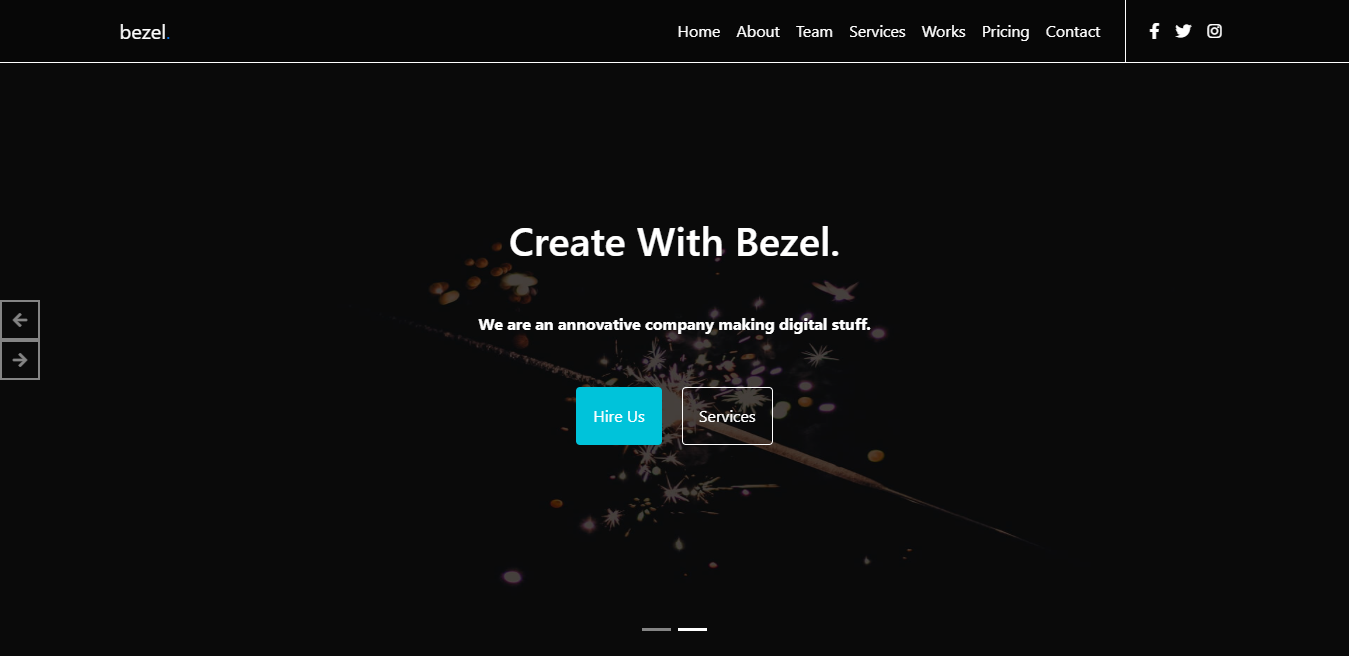 bezel.
Home About Team Services Works Pricing Contact
Create With Bezel.
We are an annovative company making digital stuff.
Hire Us
Services